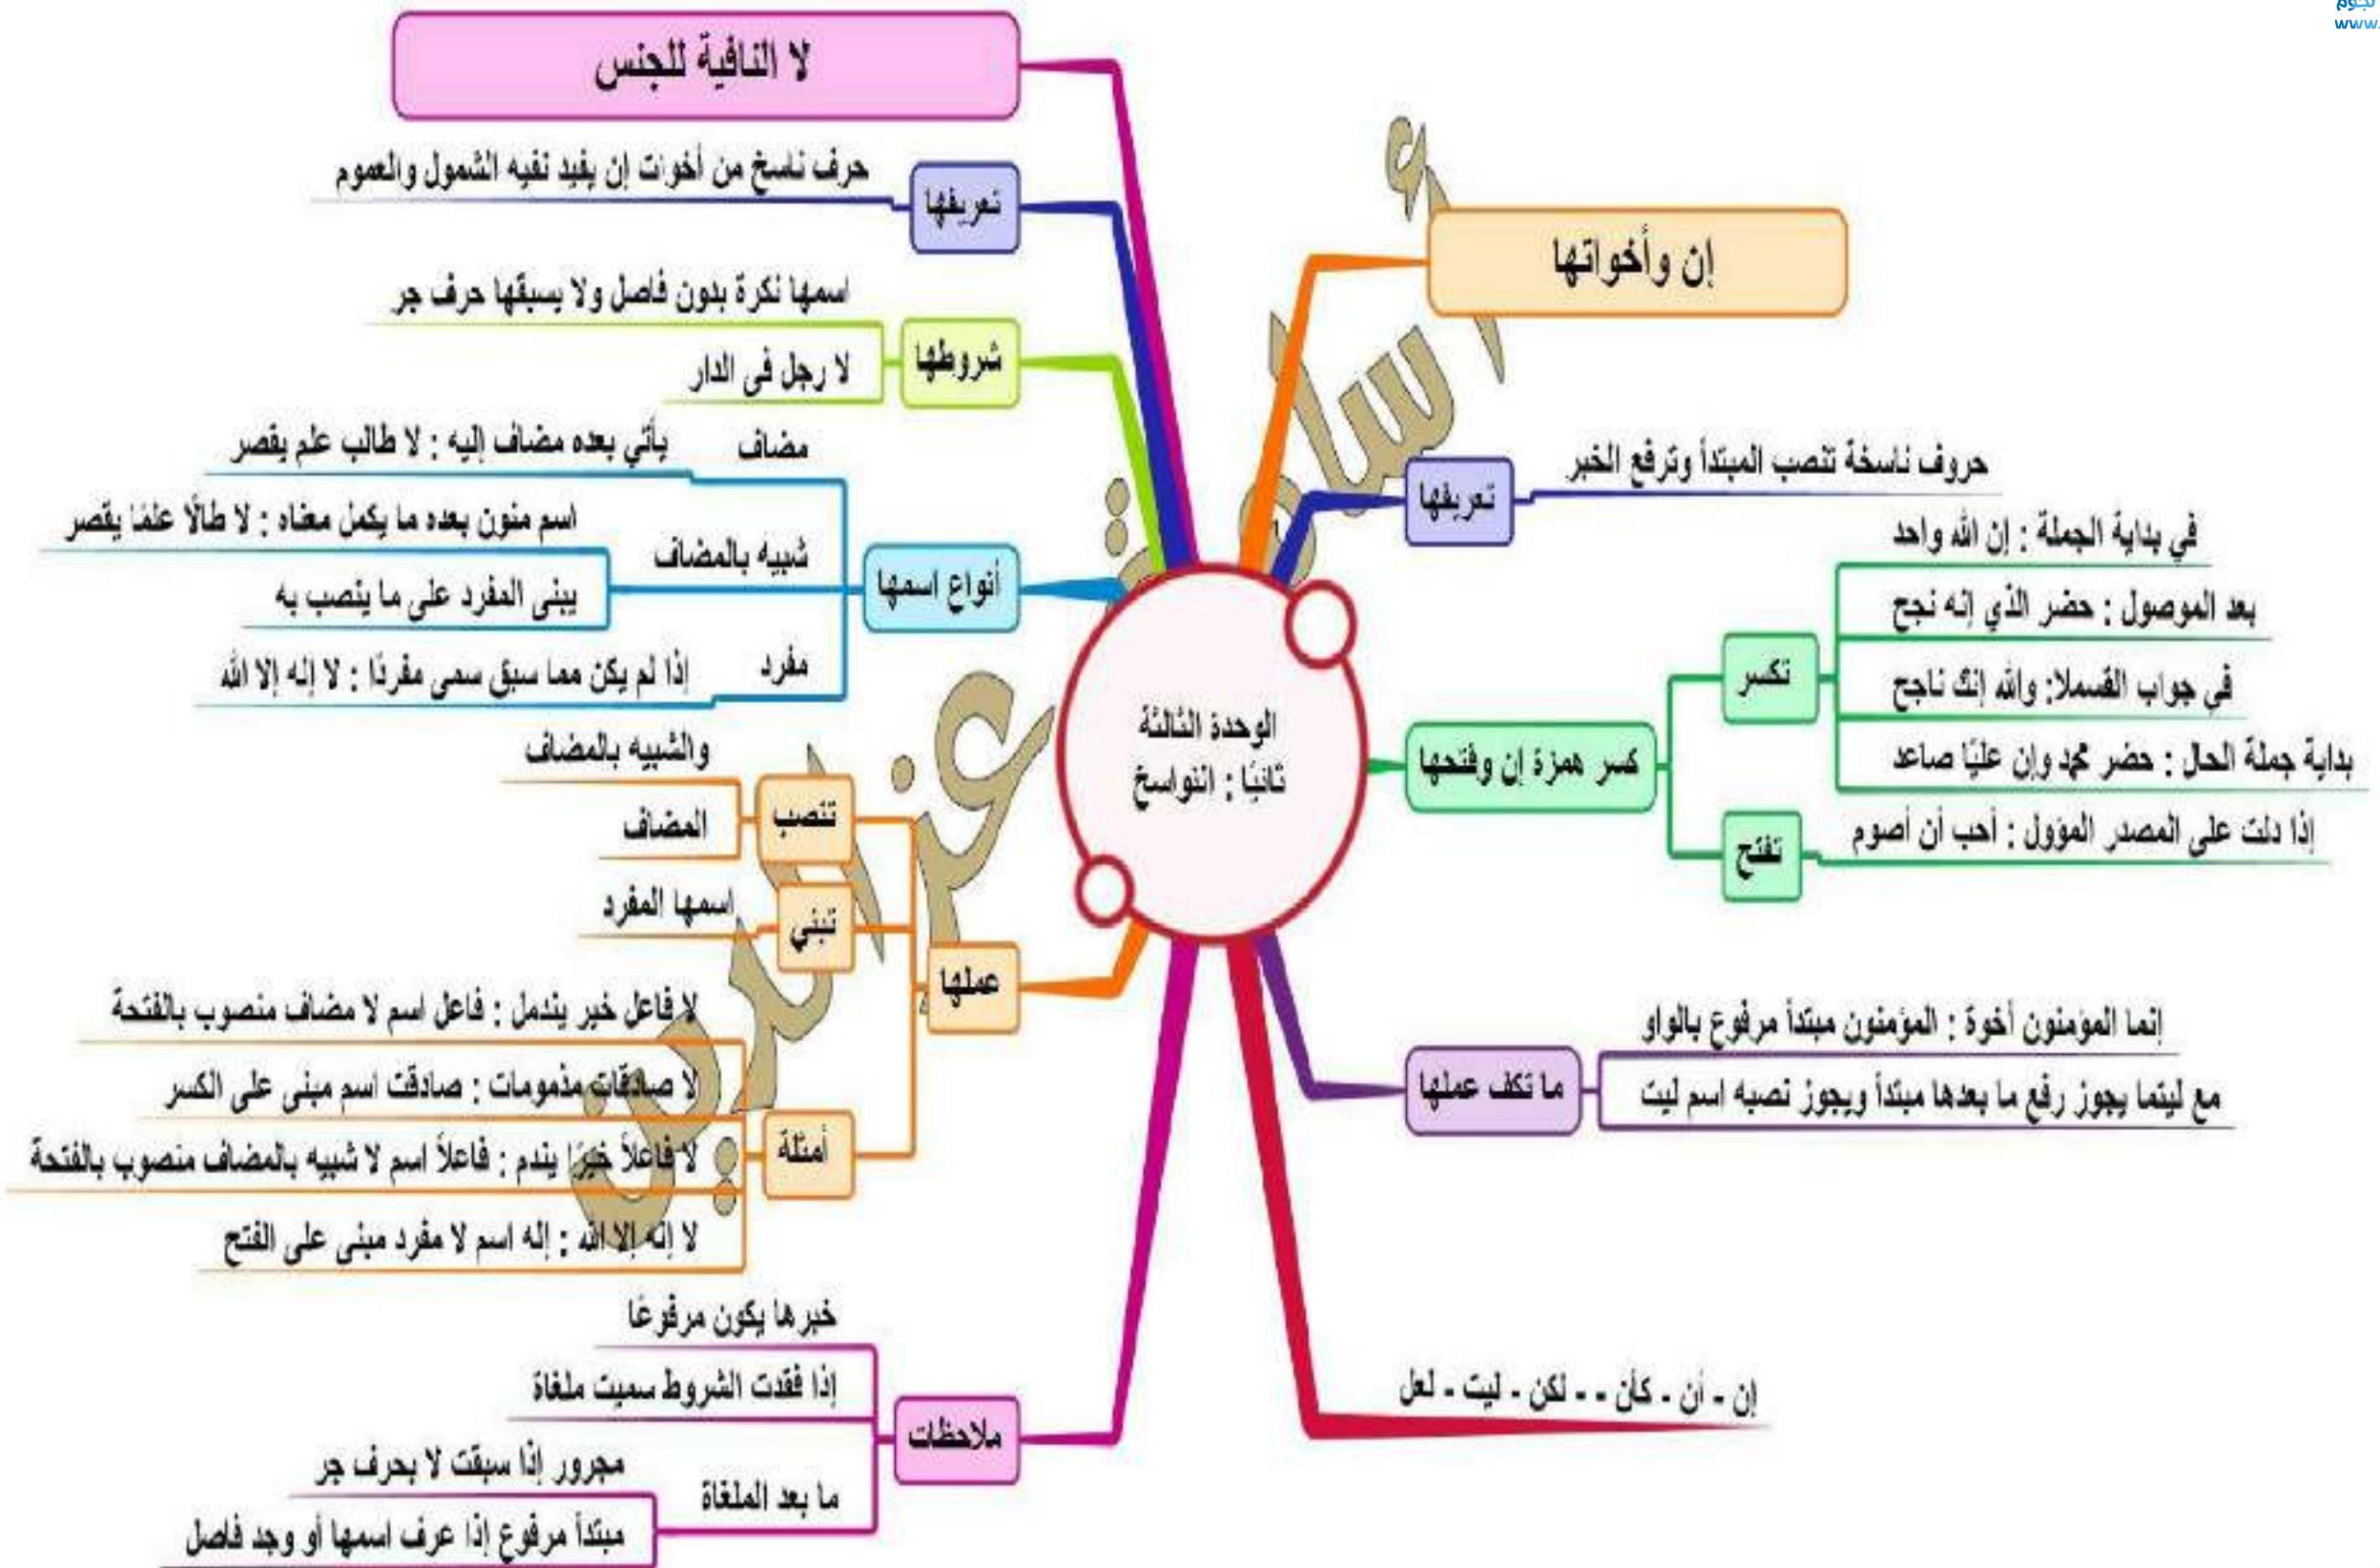 الوحدة الثالثة
ثانيًا : النواسخ
إن وأخواتها
تعريفها
حروف ناسخة تنصب المبتدأ وترفع الخبر
كسر همزة إن وفتحها
تكسر
في بداية الجملة : إن الله واحد
بعد الموصول : حضر الذي إنه نجح
في جواب القسملا: والله إنك ناجح
بداية جملة الحال : حضر محمد وإن عليًا صاعد
تفتح
إذا دلت على المصدر المؤول : أحب أن أصوم
ما تكف عملها
إنما المؤمنون أخوة : المؤمنون مبتدأ مرفوع بالواو
مع ليتما يجوز رفع ما بعدها مبتدأ ويجوز نصبه اسم ليت
إن - أن - كأن - - لكن - ليت - لعل
لا النافية للجنس
تعريفها
حرف ناسخ من أخوات إن يفيد نفيه الشمول والعموم
شروطها
اسمها نكرة بدون فاصل ولا يسبقها حرف جر
لا رجل فى الدار
أنواع اسمها
مضاف
يأتي بعده مضاف إليه : لا طالب علم يقصر
شبيه بالمضاف
اسم منون بعده ما يكمل معناه : لا طالًا علمًا يقصر
يبنى المفرد على ما ينصب به
مفرد
إذا لم يكن مما سبق سمى مفردًا : لا إله إلا الله
عملها
تنصب
والشبيه بالمضاف
المضاف
تبني
اسمها المفرد
أمثلة
لا فاعل خير يندمل : فاعل اسم لا مضاف منصوب بالفتحة
لا صادقات مذمومات : صادقت اسم مبنى على الكسر
لا فاعلاً خيرًا يندم : فاعلاً اسم لا شبيه بالمضاف منصوب بالفتحة
لا إله إلا الله : إله اسم لا مفرد مبنى على الفتح
ملاحظات
خبرها يكون مرفوعًا
إذا فقدت الشروط سميت ملغاة
ما بعد الملغاة
مجرور إذا سبقت لا بحرف جر
مبتدأ مرفوع إذا عرف اسمها أو وجد فاصل